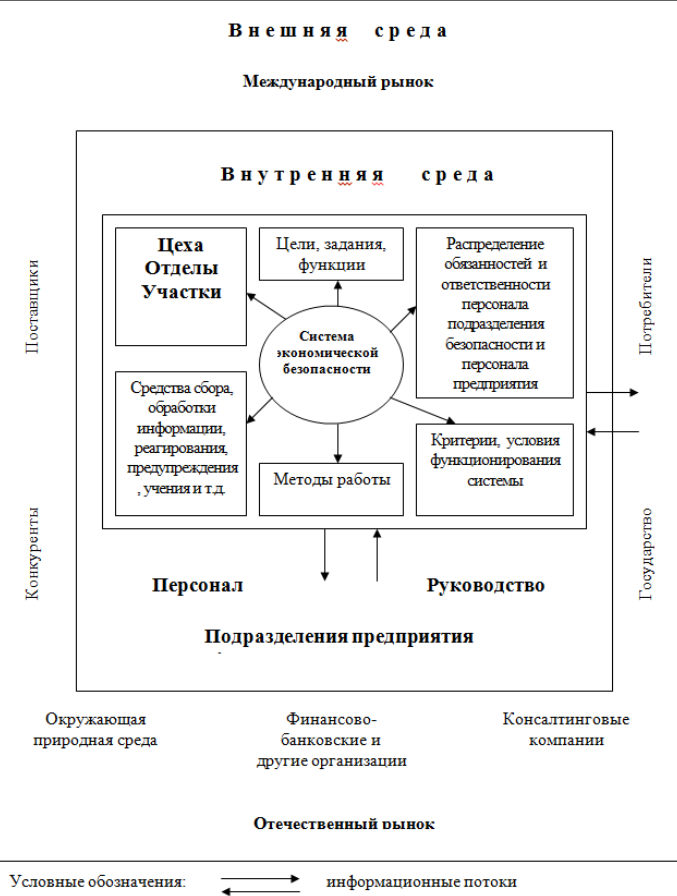 Внешняя среда
Международный рынок
Внутренняя среда
Цеха
Отделы
Участки
Цели, задания,
функции
Распределение
обязанностей и
ответственности
персонала
подразделения
безопасности и
персонала
предприятия
Система
экономической
безопасности
Средства сбора,
обработки
информации,
реагирования,
предупреждения
, учения и т.д.
Методы работы
Критерии, условия
функционирования
системы
Поставщики
Конкуренты
Потребители
Государство
Персонал
Руководство
Подразделения предприятия
Окружающая
природная среда
Финансово-
банковские и
другие организации
Консалтинговые
компании
Отечественный рынок
Условные обозначения:
информационные потоки